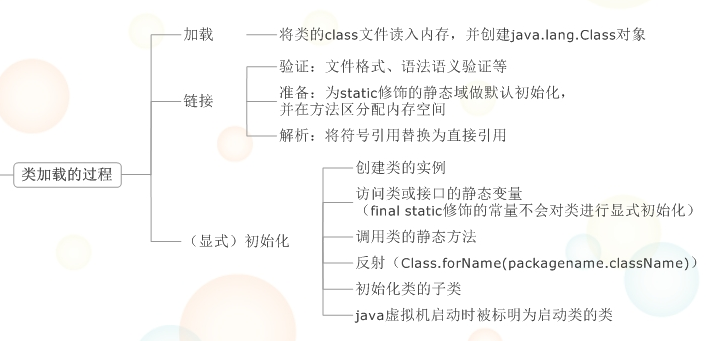 类加载的过程
加载
将类的class文件读入内存，并创建java.lang.Class对象
链接
验证：文件格式、语法语义验证等
准备：为static修饰的静态域做默认初始化，
并在方法区分配内存空间
解析：将符号引用替换为直接引用
（显式）初始化
创建类的实例
访问类或接口的静态变量
（final static修饰的常量不会对类进行显式初始化）
调用类的静态方法
反射（Class.forName(packagename.className)）
初始化类的子类
java虚拟机启动时被标明为启动类的类